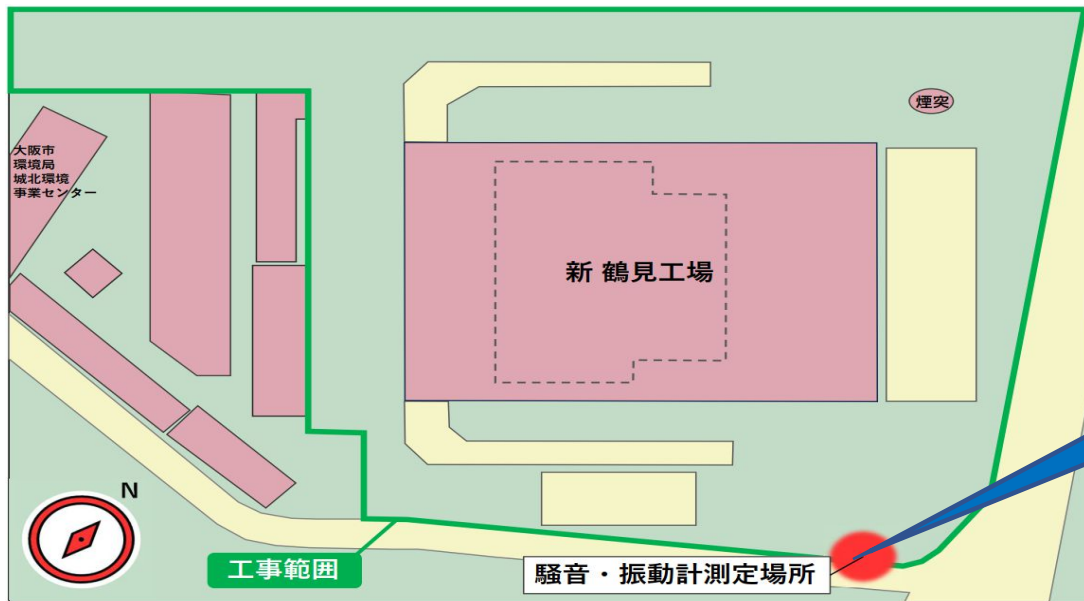 煙突
大阪市
環境局
城北環境
事業センター
新 鶴見工場
N
工事範囲
騒音・振動計測定場所